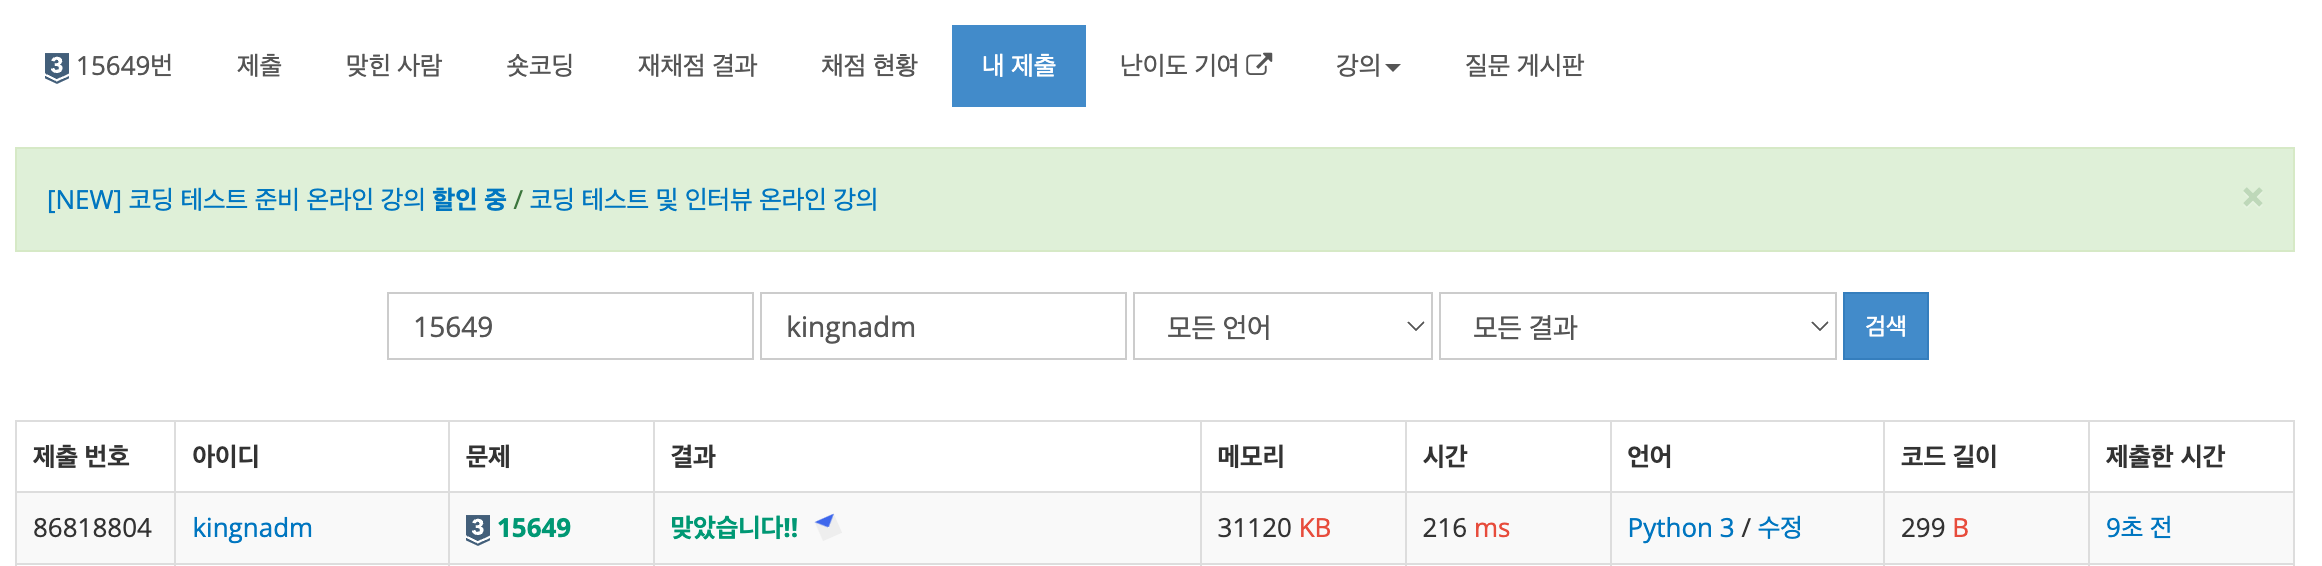 3 15649번 제출 맞힌 사람 숏코딩 재채점 결과 채점 현황 내 제출 난이도 기여 강의 질문 게시판
[NEW] 코딩 테스트 준비 온라인 강의 할인 중 / 코딩 테스트 및 인터뷰 온라인 강의 ×
15649 kingnadm 모든 언어 모든 결과 검색
제출 번호 아이디 문제 결과 메모리 시간 언어 코드 길이 제출한 시간
86818804 kingnadm 3 15649 맞았습니다!! 31120 KB 216 ms Python 3 / 수정 299 B 9초 전